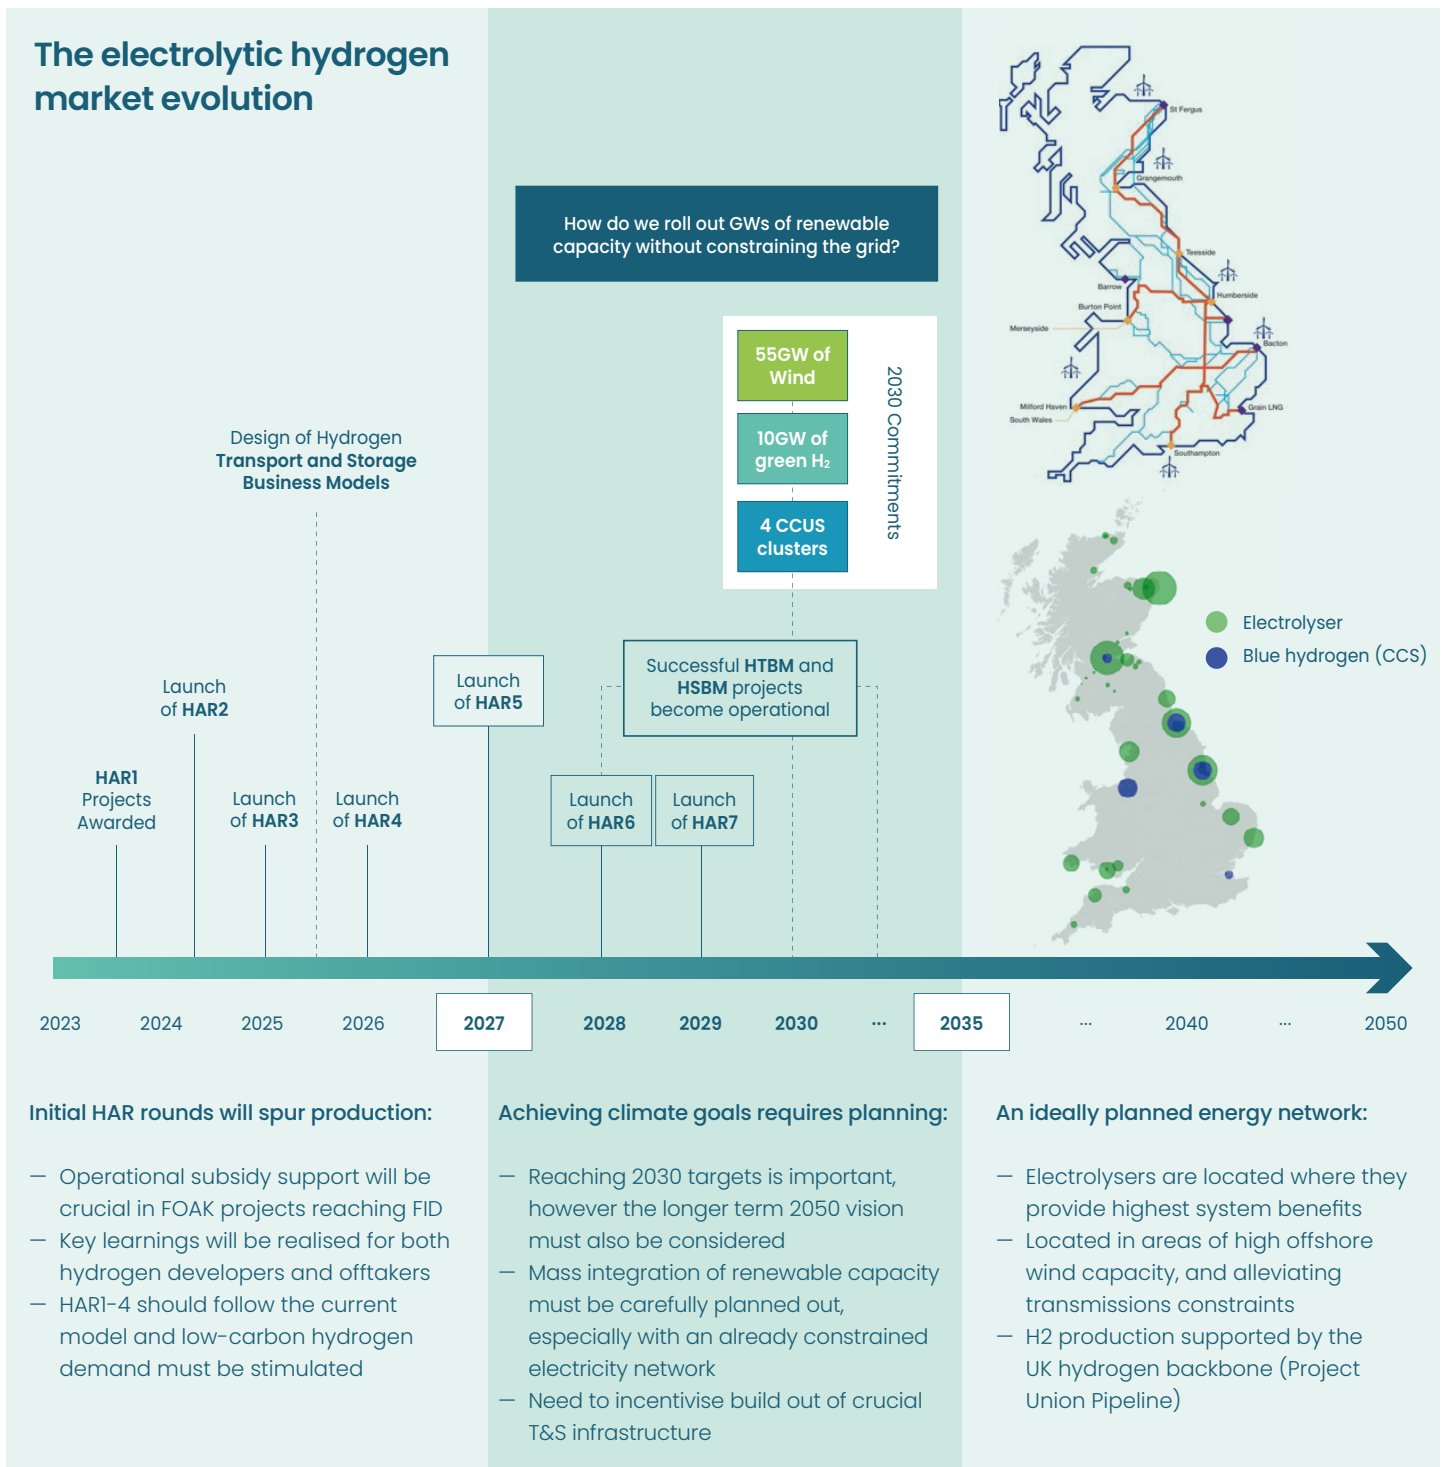 The electrolytic hydrogen
market evolution
How do we roll out GWs of renewable
capacity without constraining the grid?
55GW of
Wind
10GW of
green H₂
4 CCUS
clusters
2030 Commitments
Design of Hydrogen
Transport and Storage
Business Models
Successful HTBM and
HSBM projects
become operational
HAR1
Projects
Awarded
Launch
of HAR2
Launch
of HAR3
Launch
of HAR4
Launch
of HAR5
Launch
of HAR6
Launch
of HAR7
St Fergus
Grangemouth
Teesside
Barrow
Humberside
Burton Point
Merseyside
Bacton
Milford Haven
South Wales
Grain LNG
Southampton
Electrolyser
Blue hydrogen (CCS)
2023
2024
2025
2026
2027
2028
2029
2030
...
2035
...
2040
...
2050
Initial HAR rounds will spur production:
— Operational subsidy support will be
crucial in FOAK projects reaching FID
— Key learnings will be realised for both
hydrogen developers and offtakers
— HAR1-4 should follow the current
model and low-carbon hydrogen
demand must be stimulated
Achieving climate goals requires planning:
— Reaching 2030 targets is important,
however the longer term 2050 vision
must also be considered
— Mass integration of renewable capacity
must be carefully planned out,
especially with an already constrained
electricity network
— Need to incentivise build out of crucial
T&S infrastructure
An ideally planned energy network:
— Electrolysers are located where they
provide highest system benefits
— Located in areas of high offshore
wind capacity, and alleviating
transmissions constraints
— H2 production supported by the
UK hydrogen backbone (Project
Union Pipeline)